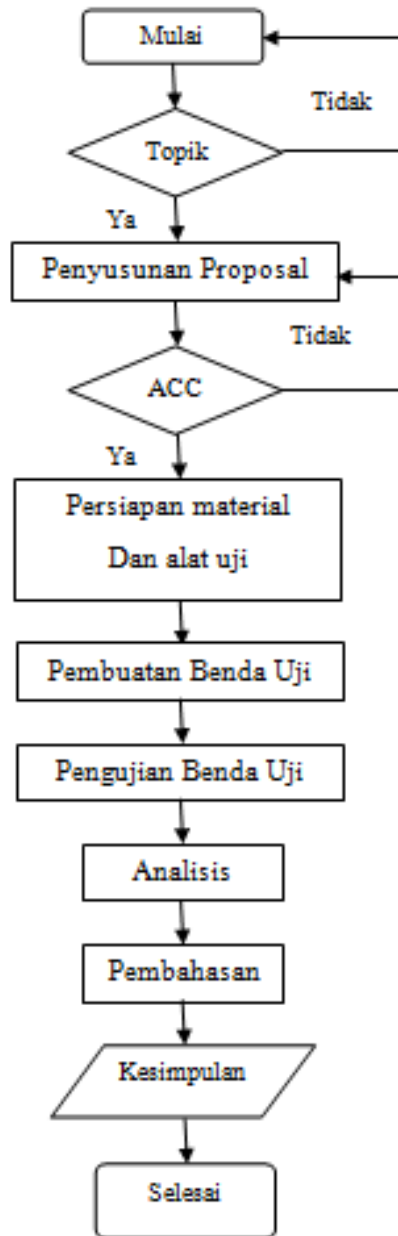 Mulai
Tidak
Topik
Ya
Penyusunan Proposal
Tidak
ACC
Ya
Persiapan material
Dan alat uji
Pembuatan Benda Uji
Pengujian Benda Uji
Analisis
Pembahasan
Kesimpulan
Selesai